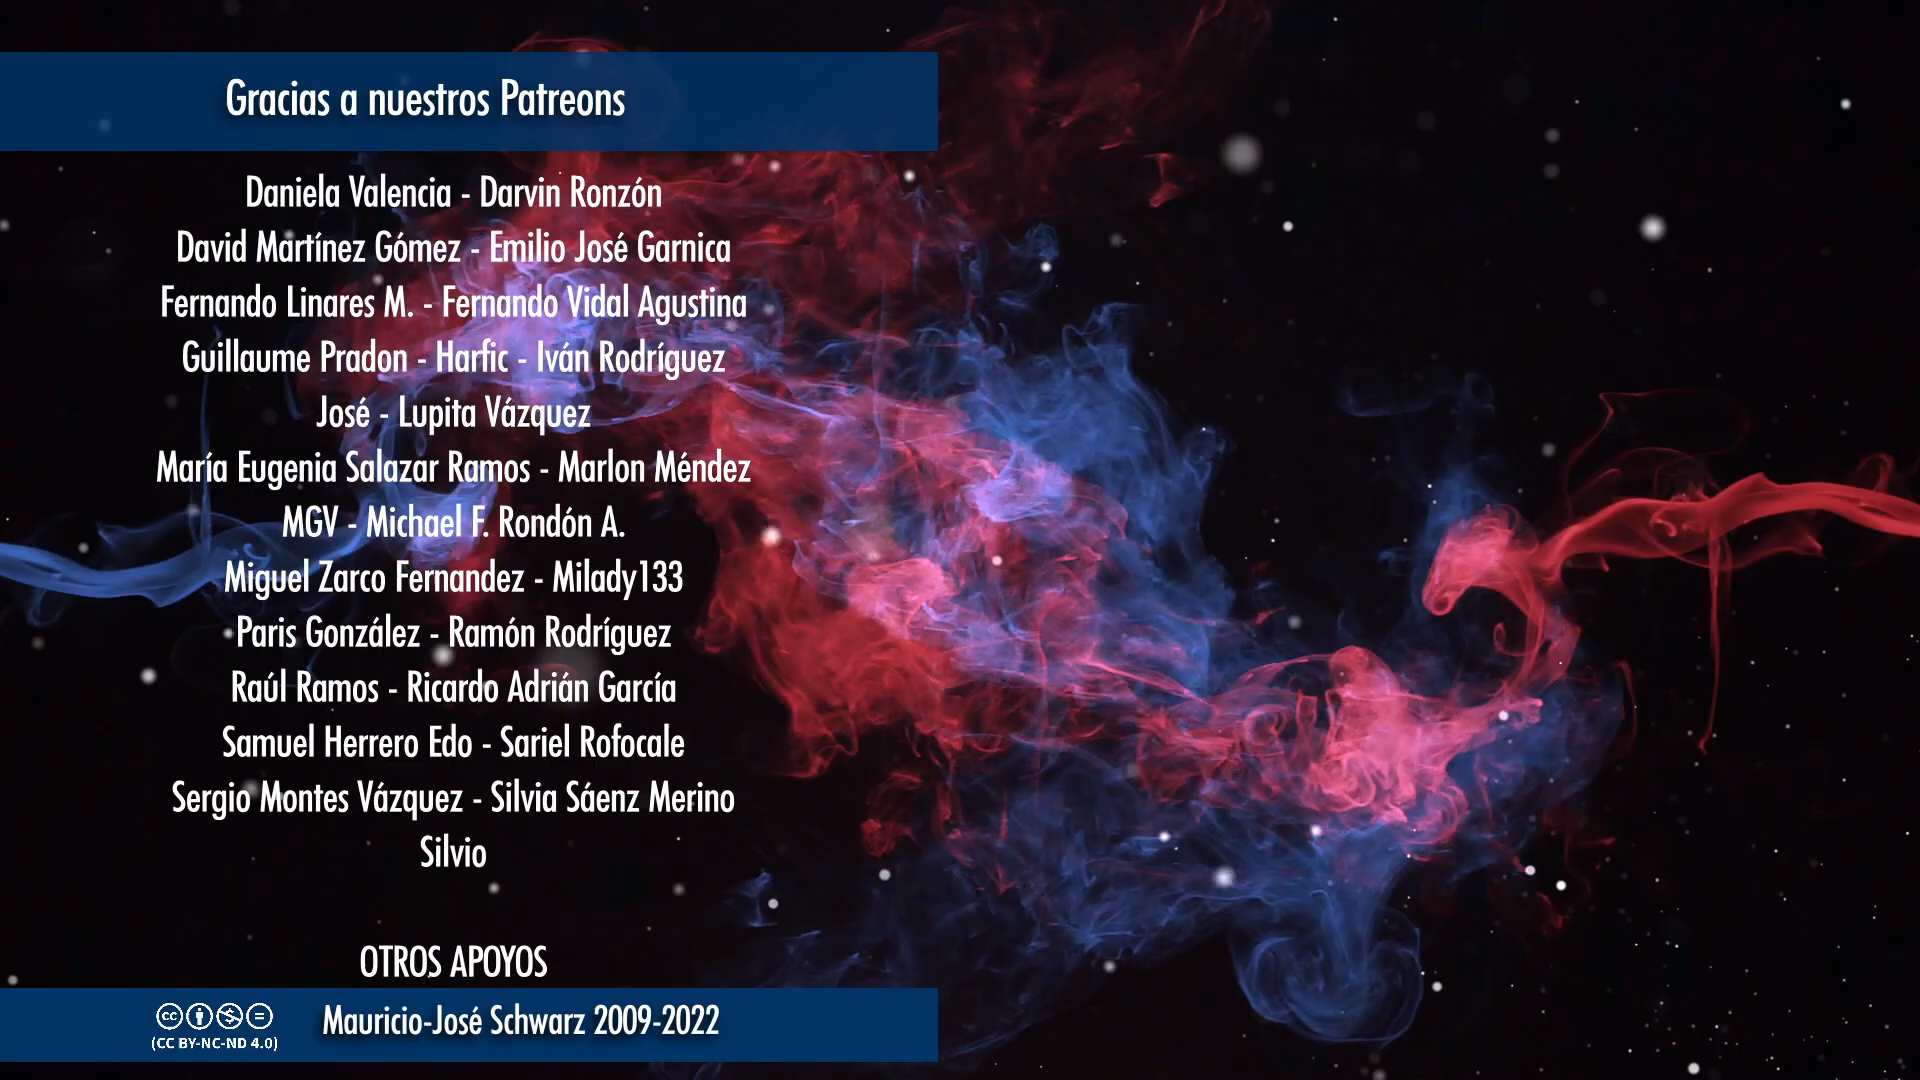 Gracias a nuestros Patreons
Daniela Valencia - Darvin Ronzón
David Martínez Gómez - Emilio José Garnica
Fernando Linares M. - Fernando Vidal Agustina
Guillaume Pradon - Harfic - Iván Rodríguez
José - Lupita Vázquez
María Eugenia Salazar Ramos - Marlon Méndez
MGV - Michael F. Rondón A.
Miguel Zarco Fernandez - Milady133
Paris González - Ramón Rodríguez
Raúl Ramos - Ricardo Adrián García
Samuel Herrero Edo - Sariel Rofocale
Sergio Montes Vázquez - Silvia Sáenz Merino
Silvio
OTROS APOYOS
Mauricio-José Schwarz 2009-2022
(CC BY-NC-ND 4.0)